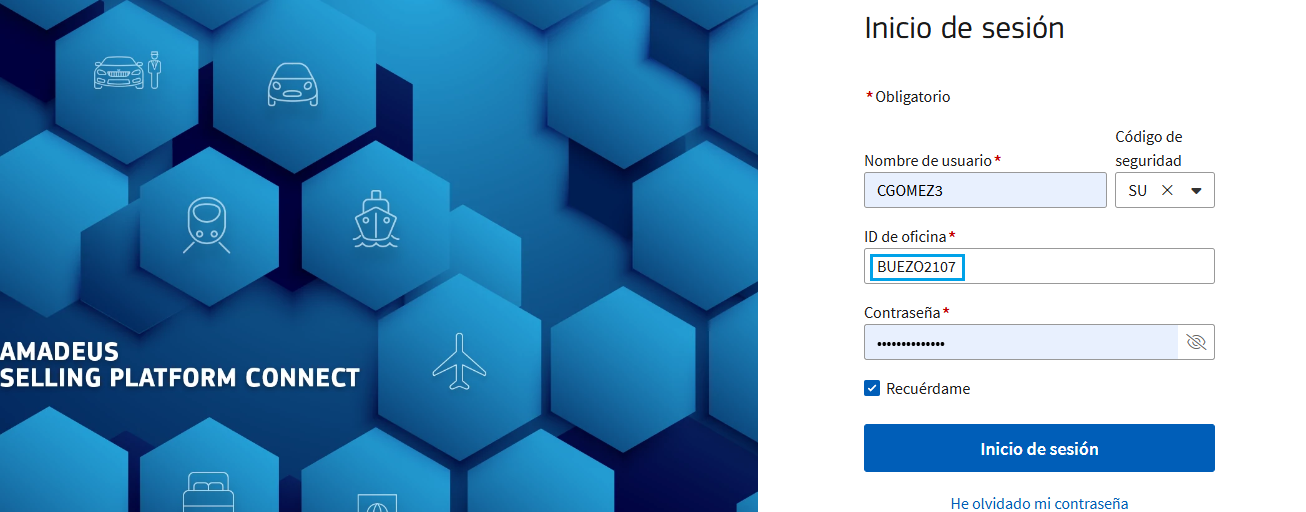 AMADEUS
SELLING PLATFORM CONNECT
Inicio de sesión
*Obligatorio
Nombre de usuario*
Código de
seguridad
CGOMEZ3
SU
ID de oficina*
BUEZO2107
Contraseña*
••••••••••••••
Recuérdame
Inicio de sesión
He olvidado mi contraseña